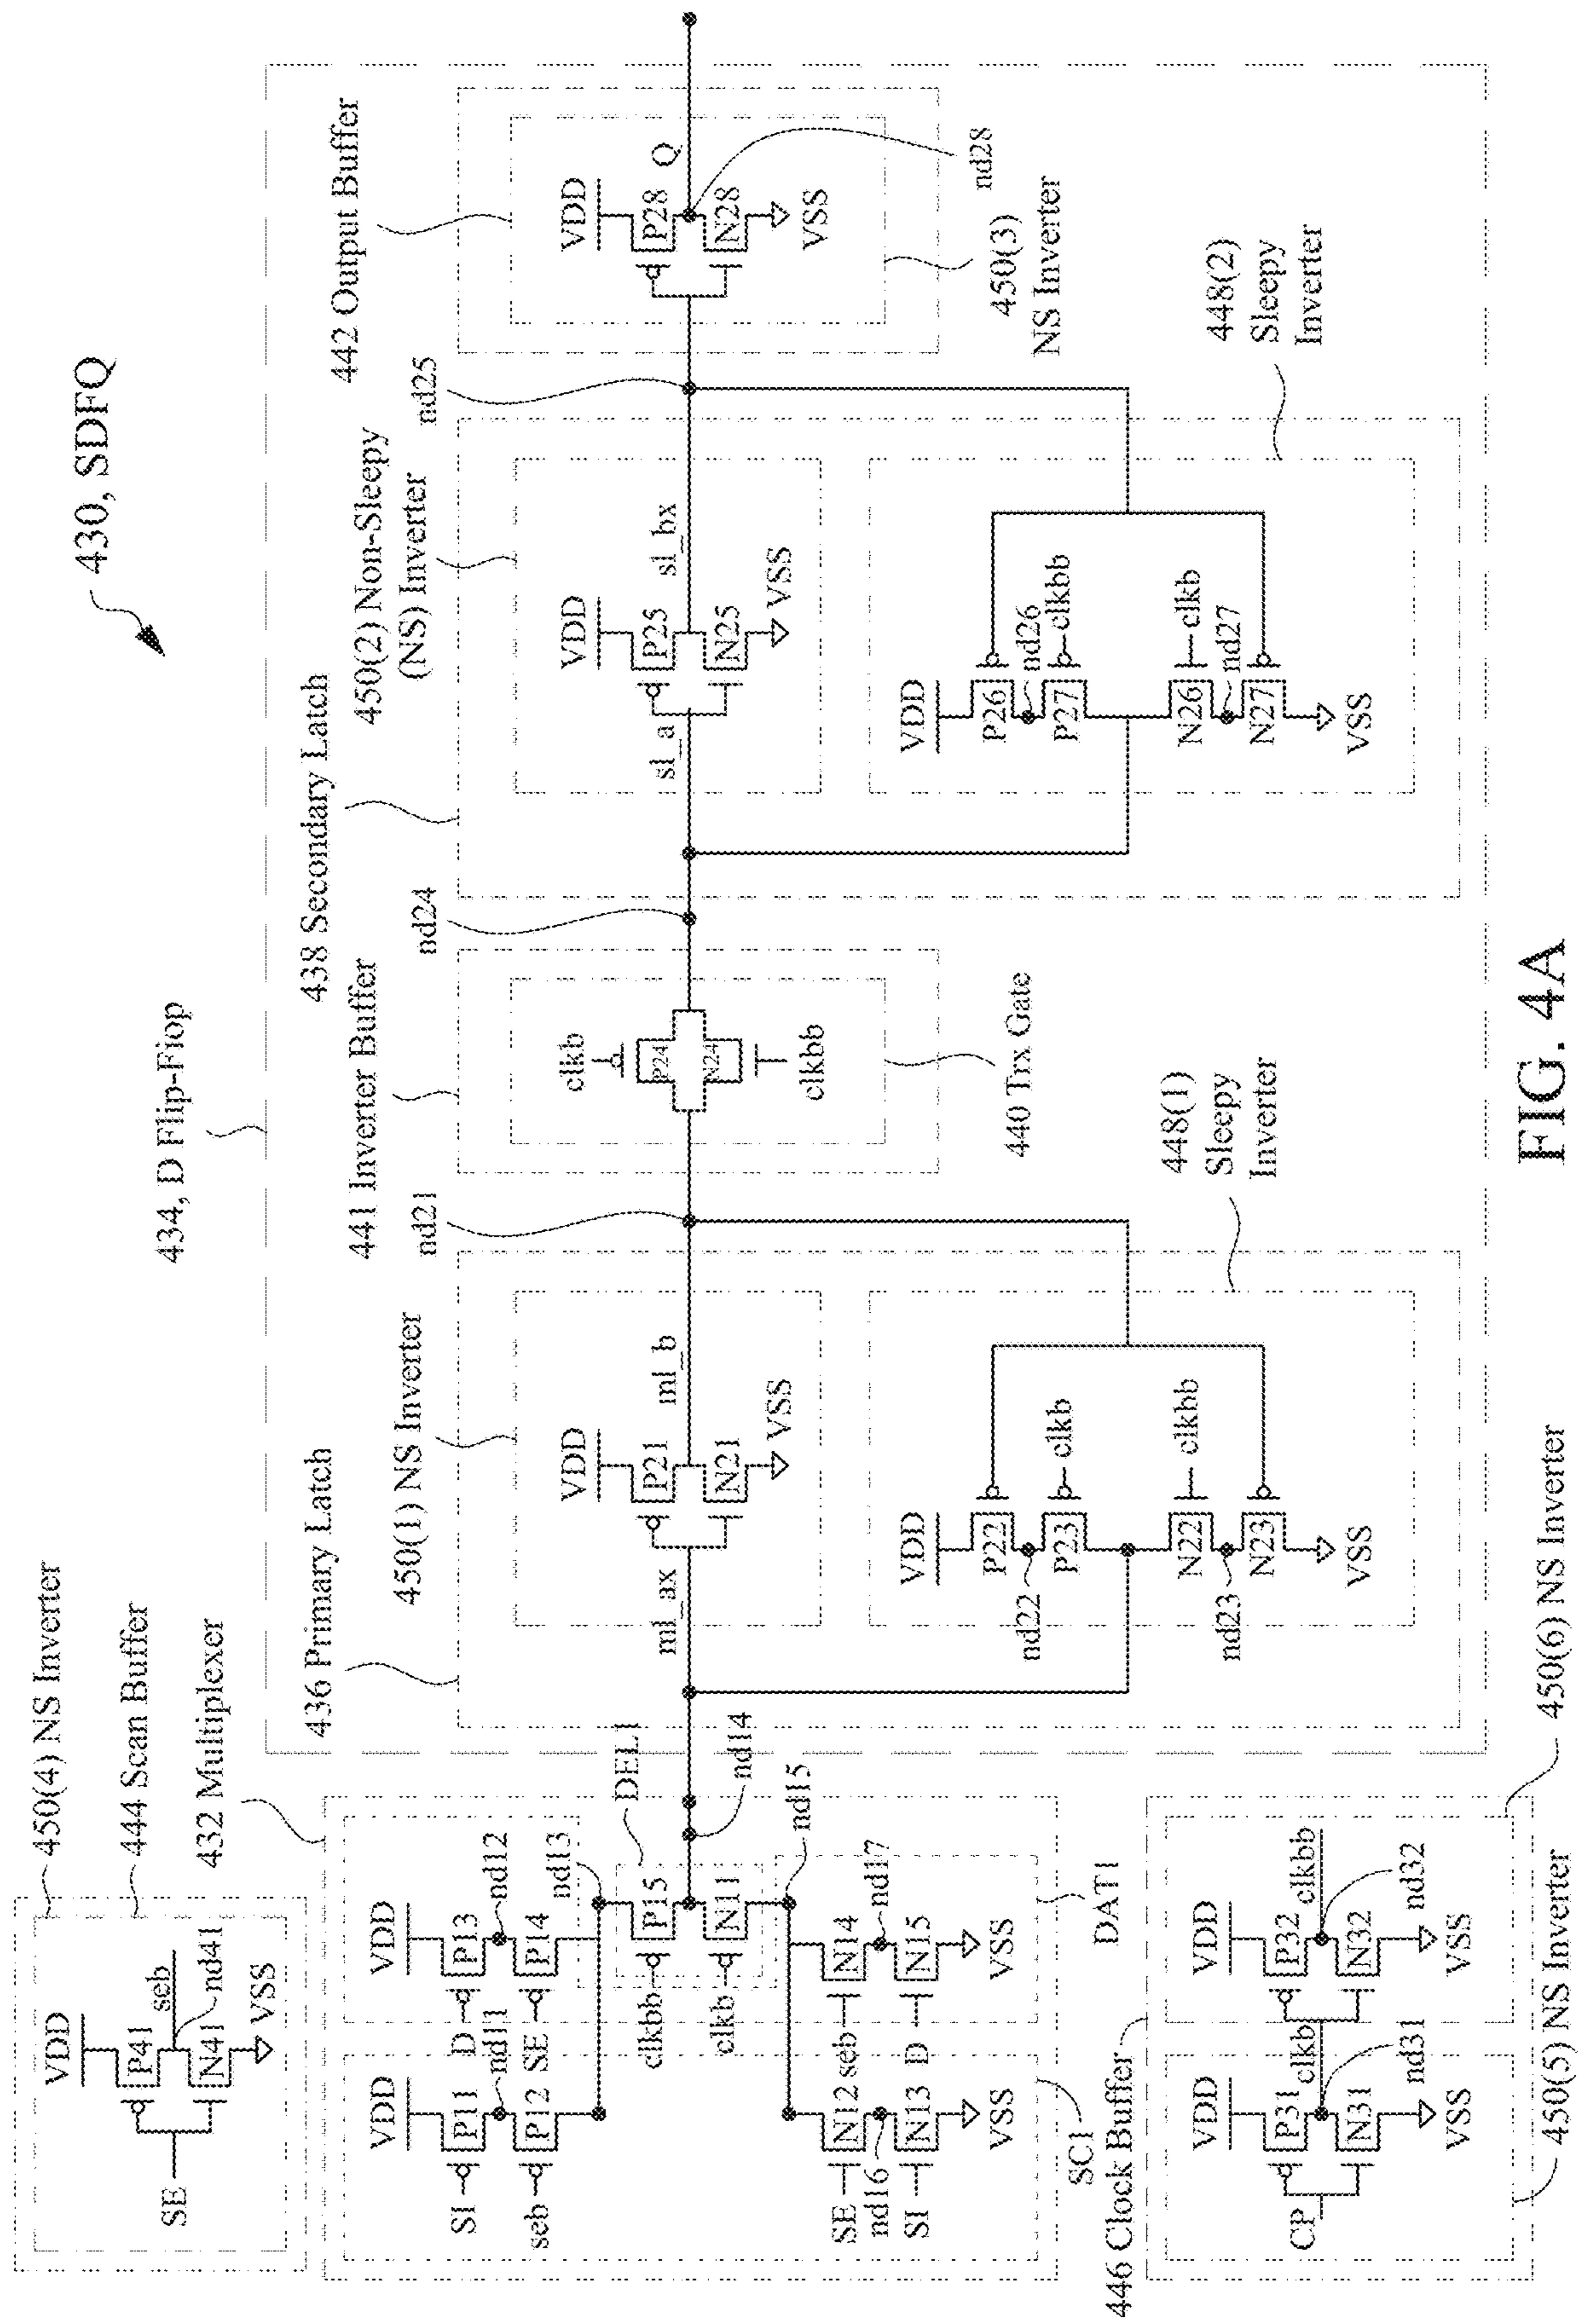 430, SDFQ
434, D Flip-Flop
450(4) NS Inverter
444 Scan Buffer
432 Multiplexer
436 Primary Latch
450(1) NS Inverter
441 Inverter Buffer
438 Secondary Latch
450(2) Non-Sleepy
(NS) Inverter
442 Output Buffer
VDD
P41
seb
nd41
N41
VSS
SE
VDD
P11
SI
nd11
P12
seb
VDD
P13
D
nd12
P14
SE
nd13
DEL1
P15
clkbb
N11
clkb
nd14
nd15
SE
N12
nd16
SI
N13
VSS
SC1
seb
N14
nd17
D
N15
VSS
DAT1
446 Clock Buffer
VDD
P31
clkb
CP
N31
nd31
VSS
450(5) NS Inverter
VDD
P32
clkbb
N32
nd32
VSS
450(6) NS Inverter
ml_ax
VDD
P21
N21
VSS
ml_b
nd21
VDD
P22
nd22
P23
clkb
N22
clkbb
nd23
N23
VSS
448(1)
Sleepy
Inverter
clkb
P24
N24
clkbb
440 Trx Gate
nd24
sl_a
VDD
P25
N25
VSS
sl_bx
nd25
VDD
P26
nd26
P27
clkbb
N26
clkb
nd27
N27
VSS
448(2)
Sleepy
Inverter
VDD
P28
N28
VSS
Q
nd28
450(3)
NS Inverter
FIG. 4A